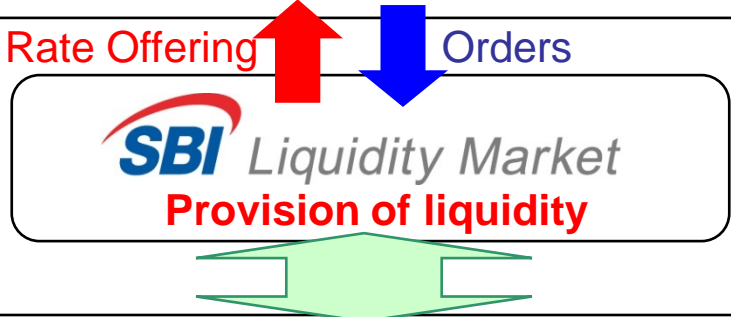 Rate Offering Orders
SBI Liquidity Market
Provision of liquidity